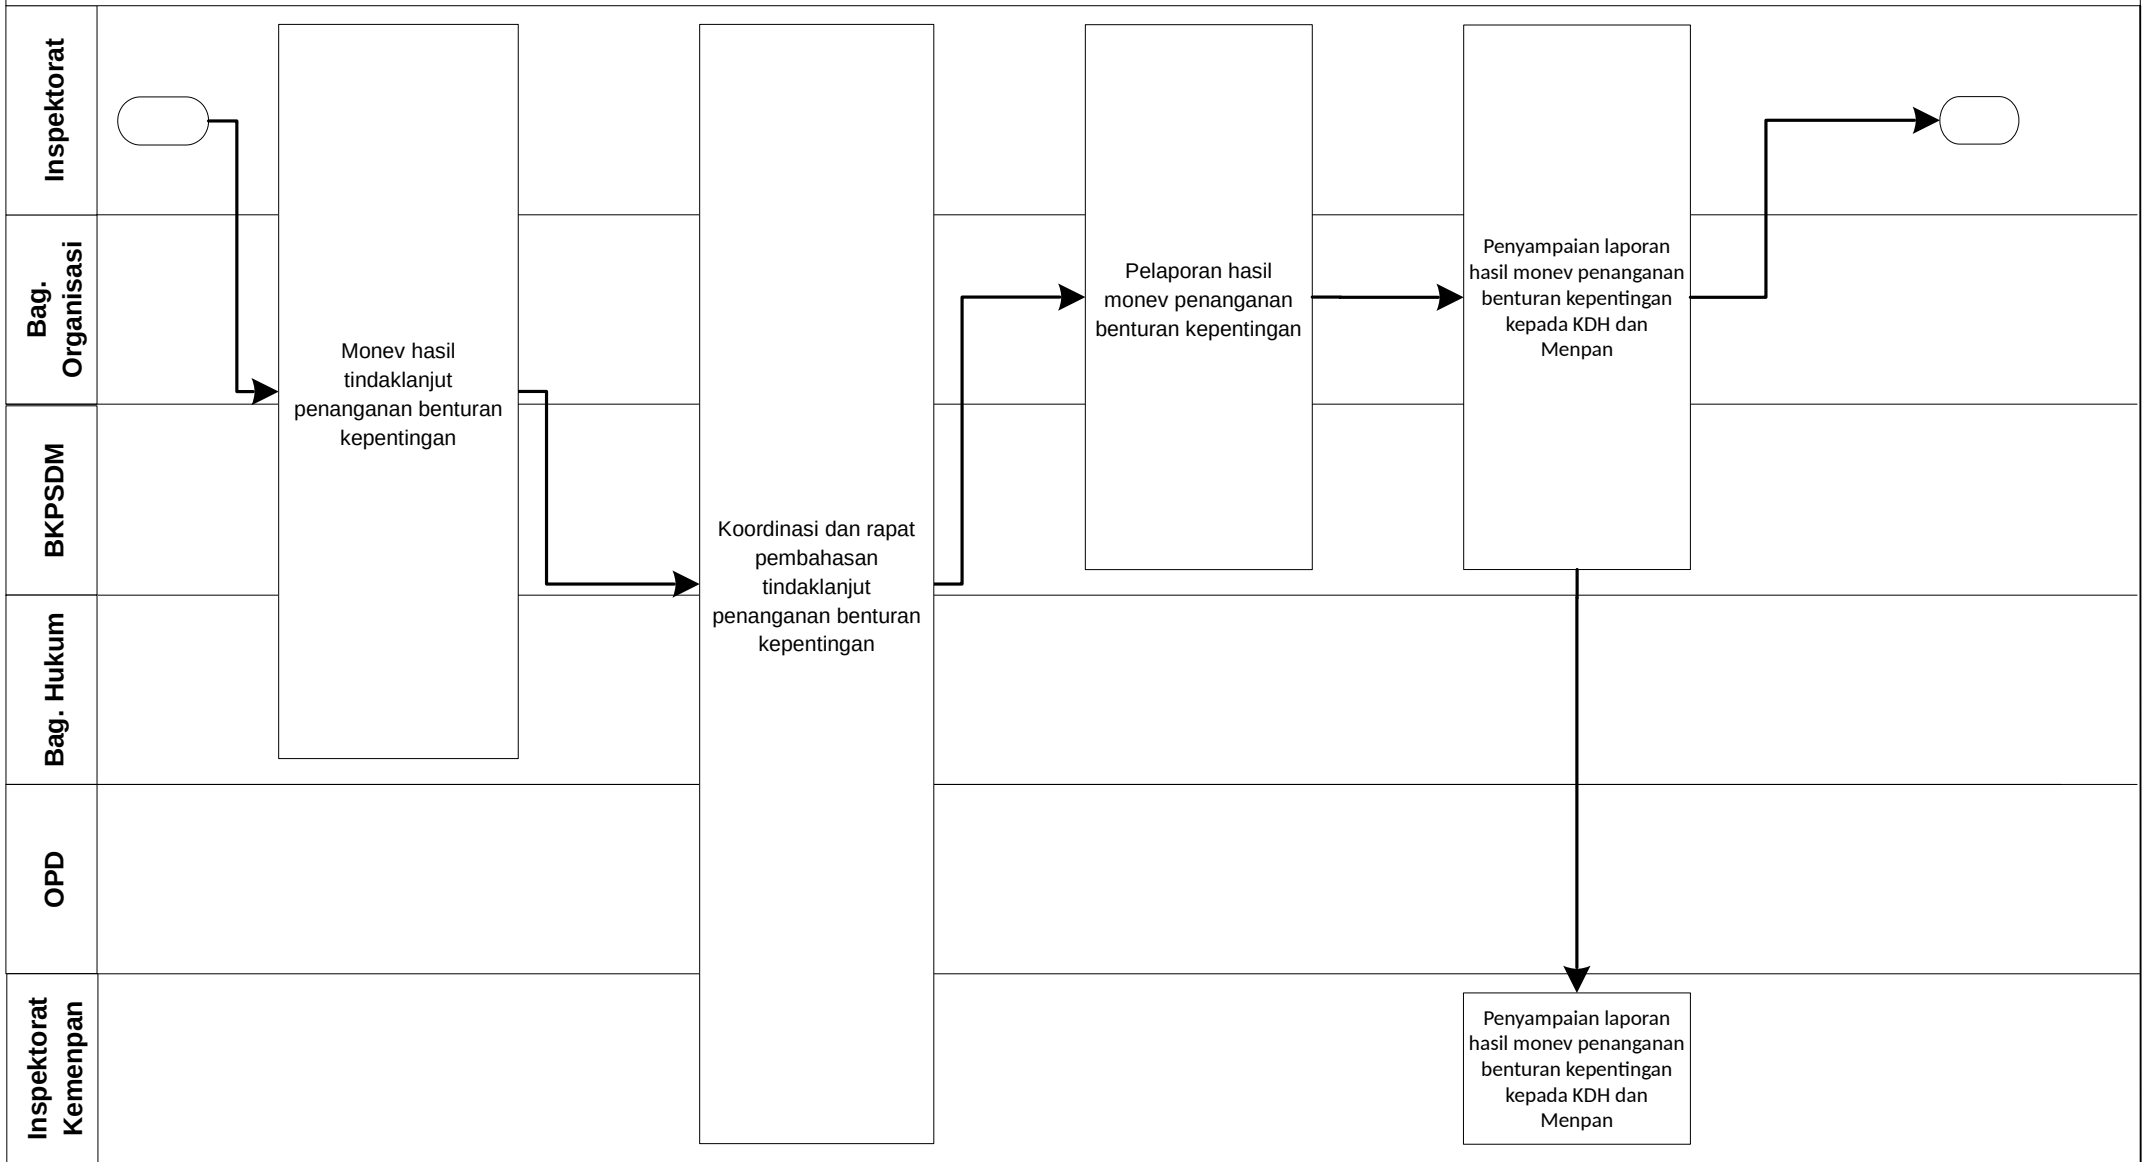 Inspektorat
Bag.
Organisasi
BKPSDM
Bag. Hukum
OPD
Inspektorat
Kemenpan
Monev hasil
tindaklanjut
penanganan benturan
kepentingan
Koordinasi dan rapat
pembahasan
tindaklanjut
penanganan benturan
kepentingan
Pelaporan hasil
monev penanganan
benturan kepentingan
Penyampaian laporan
hasil monev penanganan
benturan kepentingan
kepada KDH dan
Menpan
Penyampaian laporan
hasil monev penanganan
benturan kepentingan
kepada KDH dan
Menpan